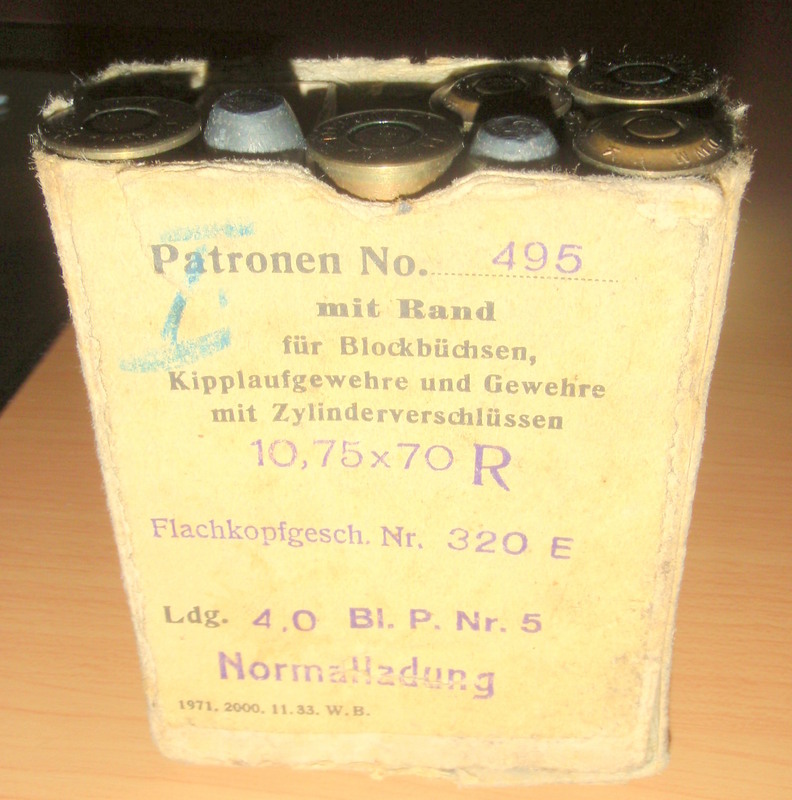 Patronen No. 495
mit Rand
für Blockbüchsen,
Kipplaufgewehre und Gewehre
mit Zylinderverschlüssen
10,75x70 R
Flachkopfgesch. Nr. 320 E
Ldg. 4,0 Bl. P. Nr. 5
Normalladung
1971. 2000. 11.33. W.B.